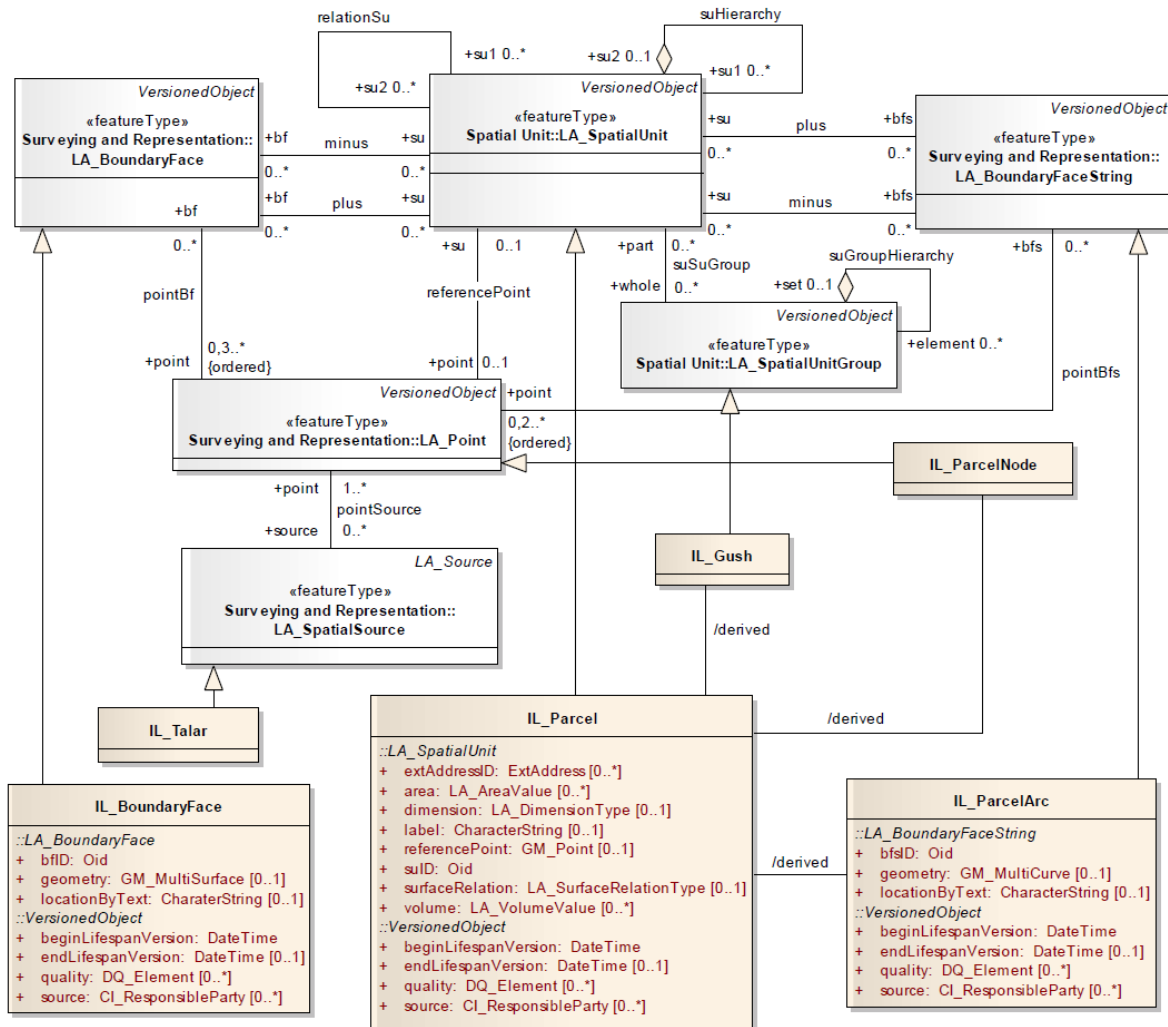 relationSu
suHierarchy
+su1 0..*
+su2 0..1
+su2 0..*
+su1 0..*
VersionedObject
«featureType»
Surveying and Representation::
LA_BoundaryFace
+bf
0..*
minus
+su
0..*
+bf
0..*
plus
+su
0..*
VersionedObject
«featureType»
Spatial Unit::LA_SpatialUnit
+su
0..*
plus
+bfs
0..*
+su
0..*
minus
+bfs
0..*
VersionedObject
«featureType»
Surveying and Representation::
LA_BoundaryFaceString
+bf
0..*
pointBf
+point
0,3..*
{ordered}
+su
0..1
referencePoint
+point
0..1
+part
0..*
suSuGroup
+whole
0..*
suGroupHierarchy
+set 0..1
+element 0..*
+bfs
0..*
pointBfs
VersionedObject
«featureType»
Spatial Unit::LA_SpatialUnitGroup
VersionedObject
«featureType»
Surveying and Representation::LA_Point
+point
0,2..*
{ordered}
IL_ParcelNode
+point
1..*
pointSource
+source
0..*
IL_Gush
LA_Source
«featureType»
Surveying and Representation::
LA_SpatialSource
/derived
IL_Talar
/derived
IL_Parcel
::LA_SpatialUnit
+ extAddressID: ExtAddress [0..*]
+ area: LA_AreaValue [0..*]
+ dimension: LA_DimensionType [0..1]
+ label: CharacterString [0..1]
+ referencePoint: GM_Point [0..1]
+ suID: Oid
+ surfaceRelation: LA_SurfaceRelationType [0..1]
+ volume: LA_VolumeValue [0..*]
::VersionedObject
+ beginLifespanVersion: DateTime
+ endLifespanVersion: DateTime [0..1]
+ quality: DQ_Element [0..*]
+ source: CI_ResponsibleParty [0..*]
IL_BoundaryFace
::LA_BoundaryFace
+ bfID: Oid
+ geometry: GM_MultiSurface [0..1]
+ locationByText: CharaterString [0..1]
::VersionedObject
+ beginLifespanVersion: DateTime
+ endLifespanVersion: DateTime [0..1]
+ quality: DQ_Element [0..*]
+ source: CI_ResponsibleParty [0..*]
/derived
IL_ParcelArc
::LA_BoundaryFaceString
+ bfsID: Oid
+ geometry: GM_MultiCurve [0..1]
+ locationByText: CharacterString [0..1]
::VersionedObject
+ beginLifespanVersion: DateTime
+ endLifespanVersion: DateTime [0..1]
+ quality: DQ_Element [0..*]
+ source: CI_ResponsibleParty [0..*]